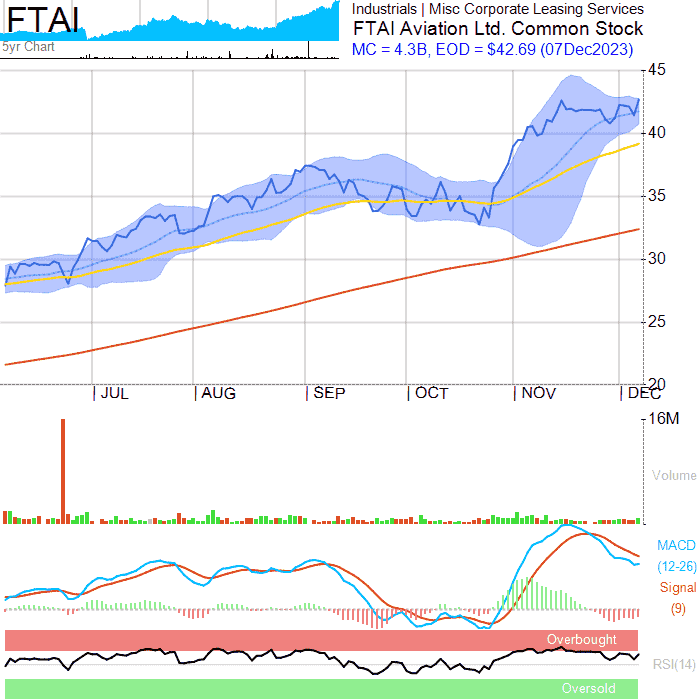 FTAI
5yr Chart
Industrials | Misc Corporate Leasing Services
FTAI Aviation Ltd. Common Stock
MC = 4.3B, EOD = $42.69 (07Dec2023)
45
40
35
30
25
20
JUL
AUG
SEP
OCT
NOV
DEC
16M
Volume
MACD
(12-26)
Signal
(9)
Overbought
RSI(14)
Oversold